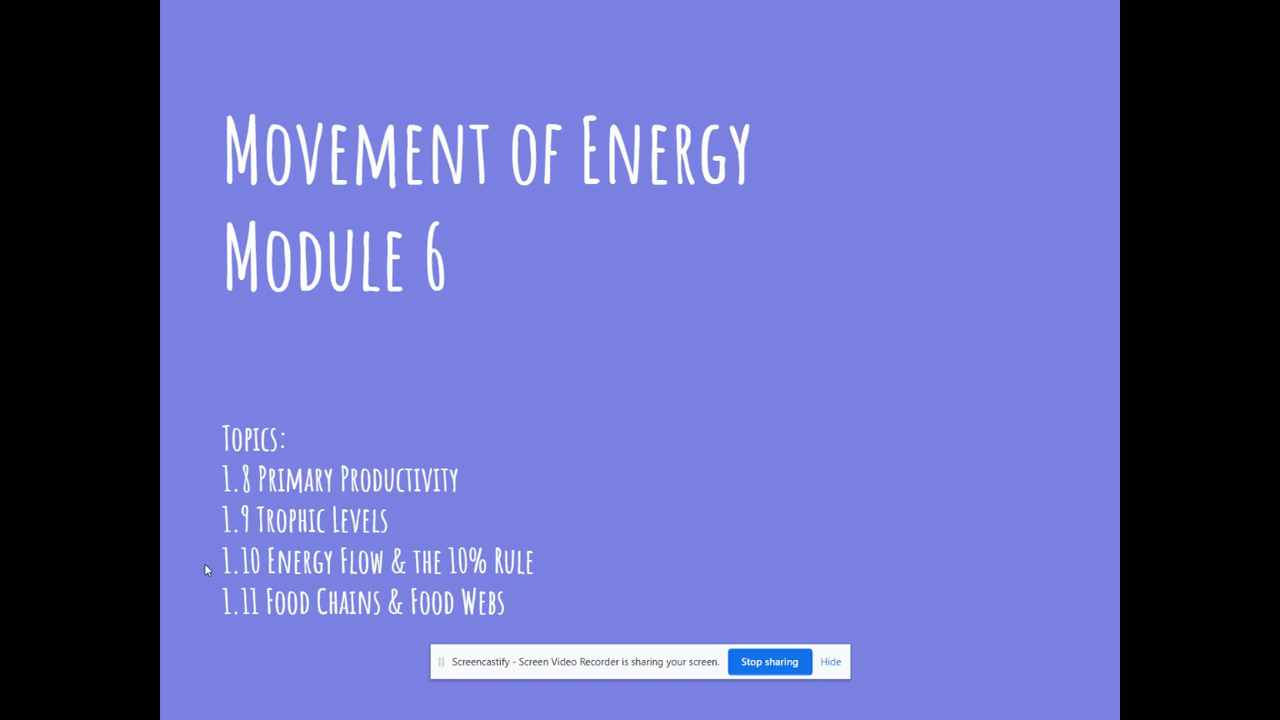 Movement of Energy
Module 6
Topics:
1.8 Primary Productivity
1.9 Trophic Levels
1.10 Energy Flow & the 10% Rule
1.11 Food Chains & Food Webs
Screencastify - Screen Video Recorder is sharing your screen. Stop sharing Hide